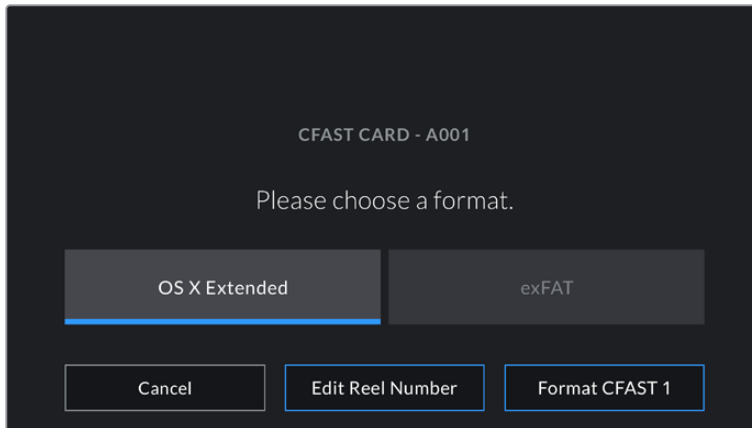 CFAST CARD - A001
Please choose a format.
OS X Extended
exFAT
Cancel
Edit Reel Number
Format CFAST 1